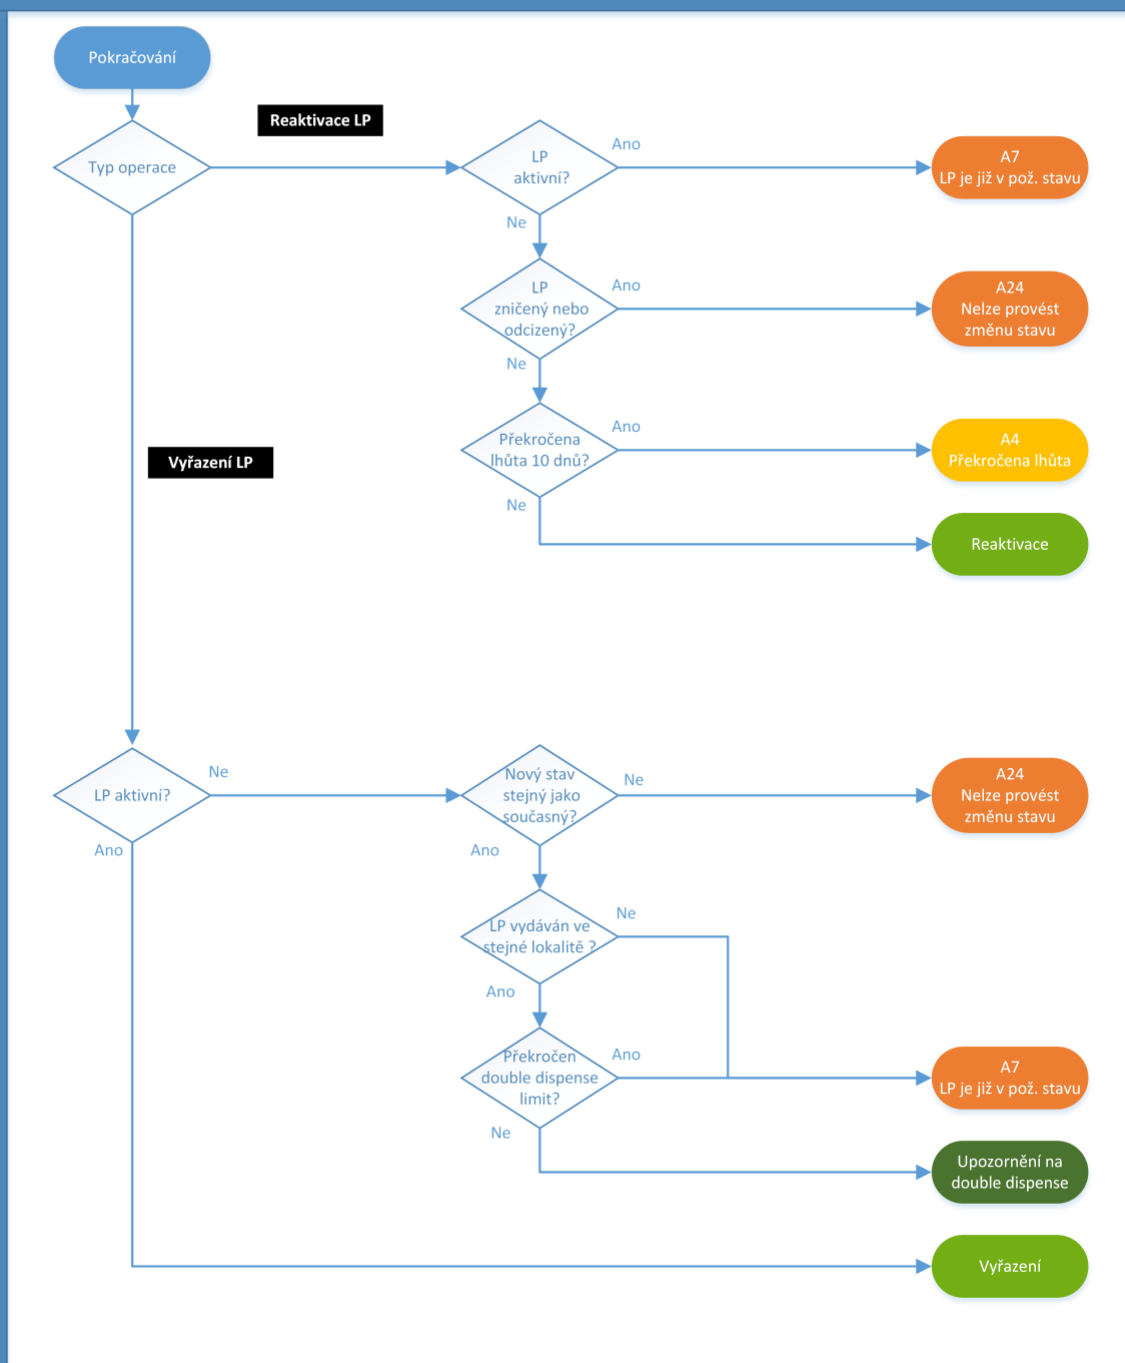 Pokračování
Reaktivace LP
Typ operace
LP
aktivní?
Ano
A7
LP je již v pož. stavu
Ne
LP
zničený nebo
odcizený?
Ano
A24
Nelze provést
změnu stavu
Ne
Překročena
lhůta 10 dnů?
Ano
A4
Překročena lhůta
Ne
Reaktivace
Vyřazení LP
LP aktivní?
Ne
Nový stav
stejný jako
současný?
Ne
A24
Nelze provést
změnu stavu
Ano
Ano
LP vydáván ve
stejné lokalitě ?
Ne
Ano
Překročen
double dispense
limit?
Ano
A7
LP je již v pož. stavu
Ne
Upozornění na
double dispense
Vyřazení